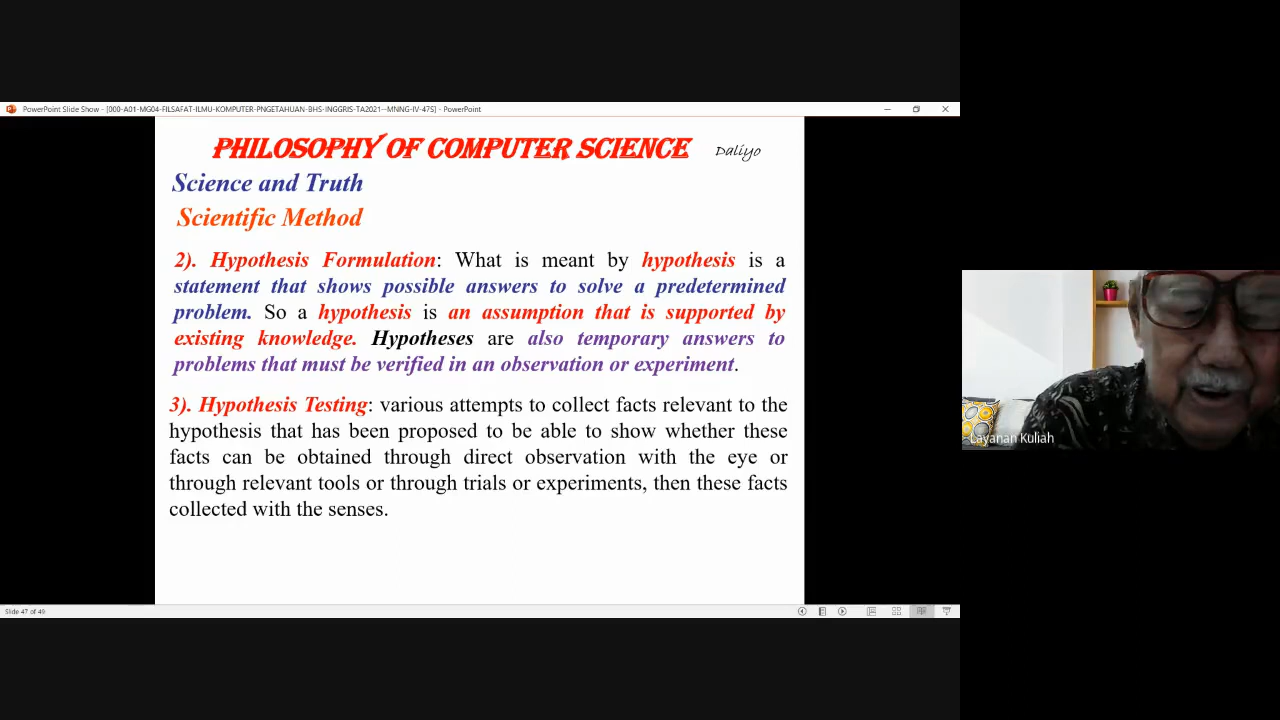 PowerPoint Slide Show - [000-A01-MG04-FILSAFAT-ILMU-KOMPUTER-PNGETAHUAN-BHS-INGGRIS-TA2021--MNNG-IV-47S] - PowerPoint
PHILOSOPHY OF COMPUTER SCIENCE Daliyo
Science and Truth
Scientific Method
2). Hypothesis Formulation: What is meant by hypothesis is a
statement that shows possible answers to solve a predetermined
problem. So a hypothesis is an assumption that is supported by
existing knowledge. Hypotheses are also temporary answers to
problems that must be verified in an observation or experiment.
3). Hypothesis Testing: various attempts to collect facts relevant to the
hypothesis that has been proposed to be able to show whether these
facts can be obtained through direct observation with the eye or
through relevant tools or through trials or experiments, then these facts
collected with the senses.
Layanan Kuliah
Slide 47 of 49